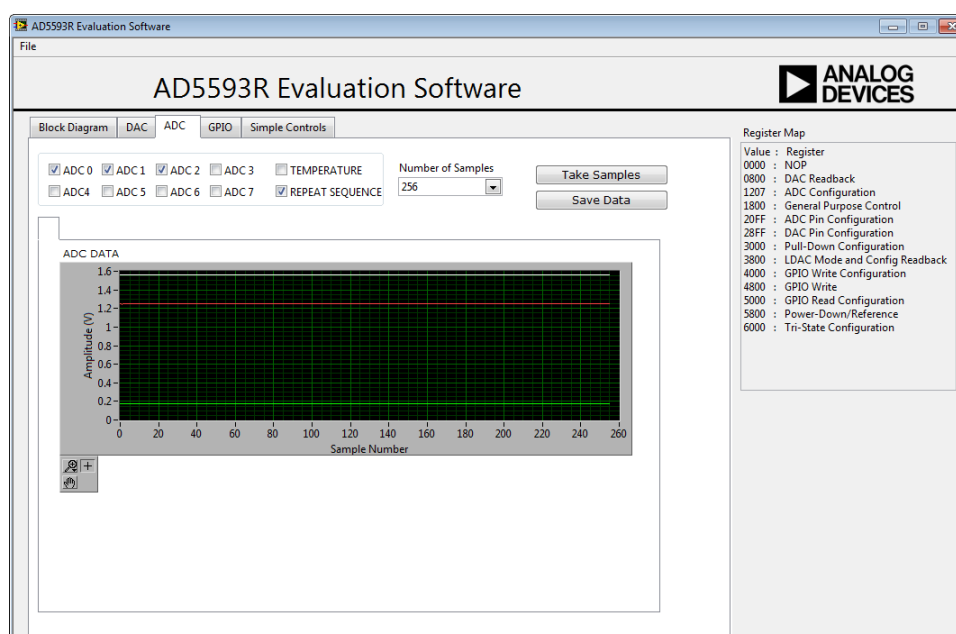 AD5593R Evaluation Software
File
AD5593R Evaluation Software
ANALOG
DEVICES
Block Diagram DAC ADC GPIO Simple Controls
ADC 0 ADC 1 ADC 2 ADC 3 TEMPERATURE
ADC4 ADC 5 ADC 6 ADC 7 REPEAT SEQUENCE
Number of Samples
256
Take Samples
Save Data
ADC DATA
Amplitude (V)
1.6
1.4
1.2
1
0.8
0.6
0.4
0.2
0
0 20 40 60 80 100 120 140 160 180 200 220 240 260
Sample Number
Register Map
Value : Register
0000 : NOP
0800 : DAC Readback
1207 : ADC Configuration
1800 : General Purpose Control
20FF : ADC Pin Configuration
28FF : DAC Pin Configuration
3000 : Pull-Down Configuration
3800 : LDAC Mode and Config Readback
4000 : GPIO Write Configuration
4800 : GPIO Write
5000 : GPIO Read Configuration
5800 : Power-Down/Reference
6000 : Tri-State Configuration